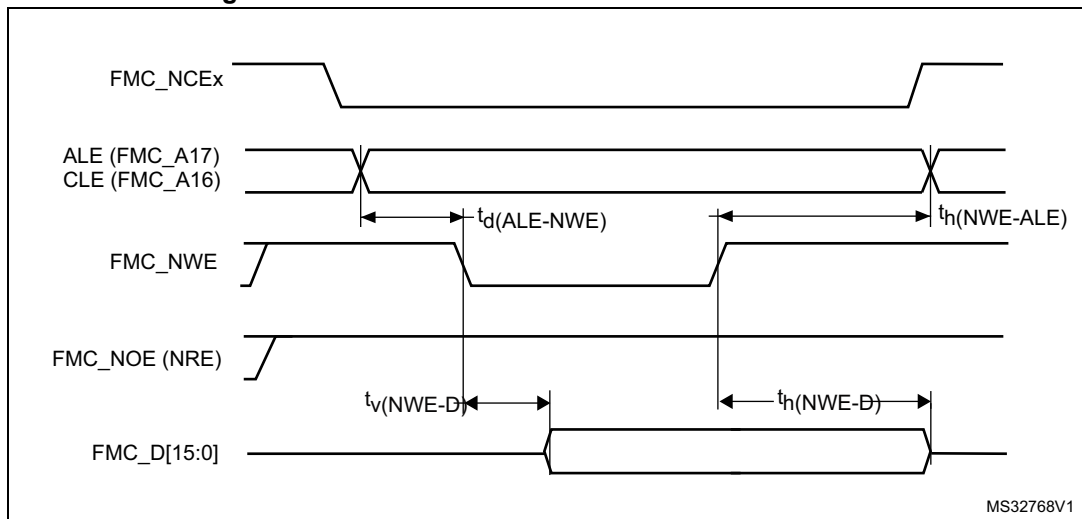 FMC_NCEx
ALE (FMC_A17)
CLE (FMC_A16)
td(ALE-NWE)
th(NWE-ALE)
FMC_NWE
FMC_NOE (NRE)
tv(NWE-D)
th(NWE-D)
FMC_D[15:0]
MS32768V1